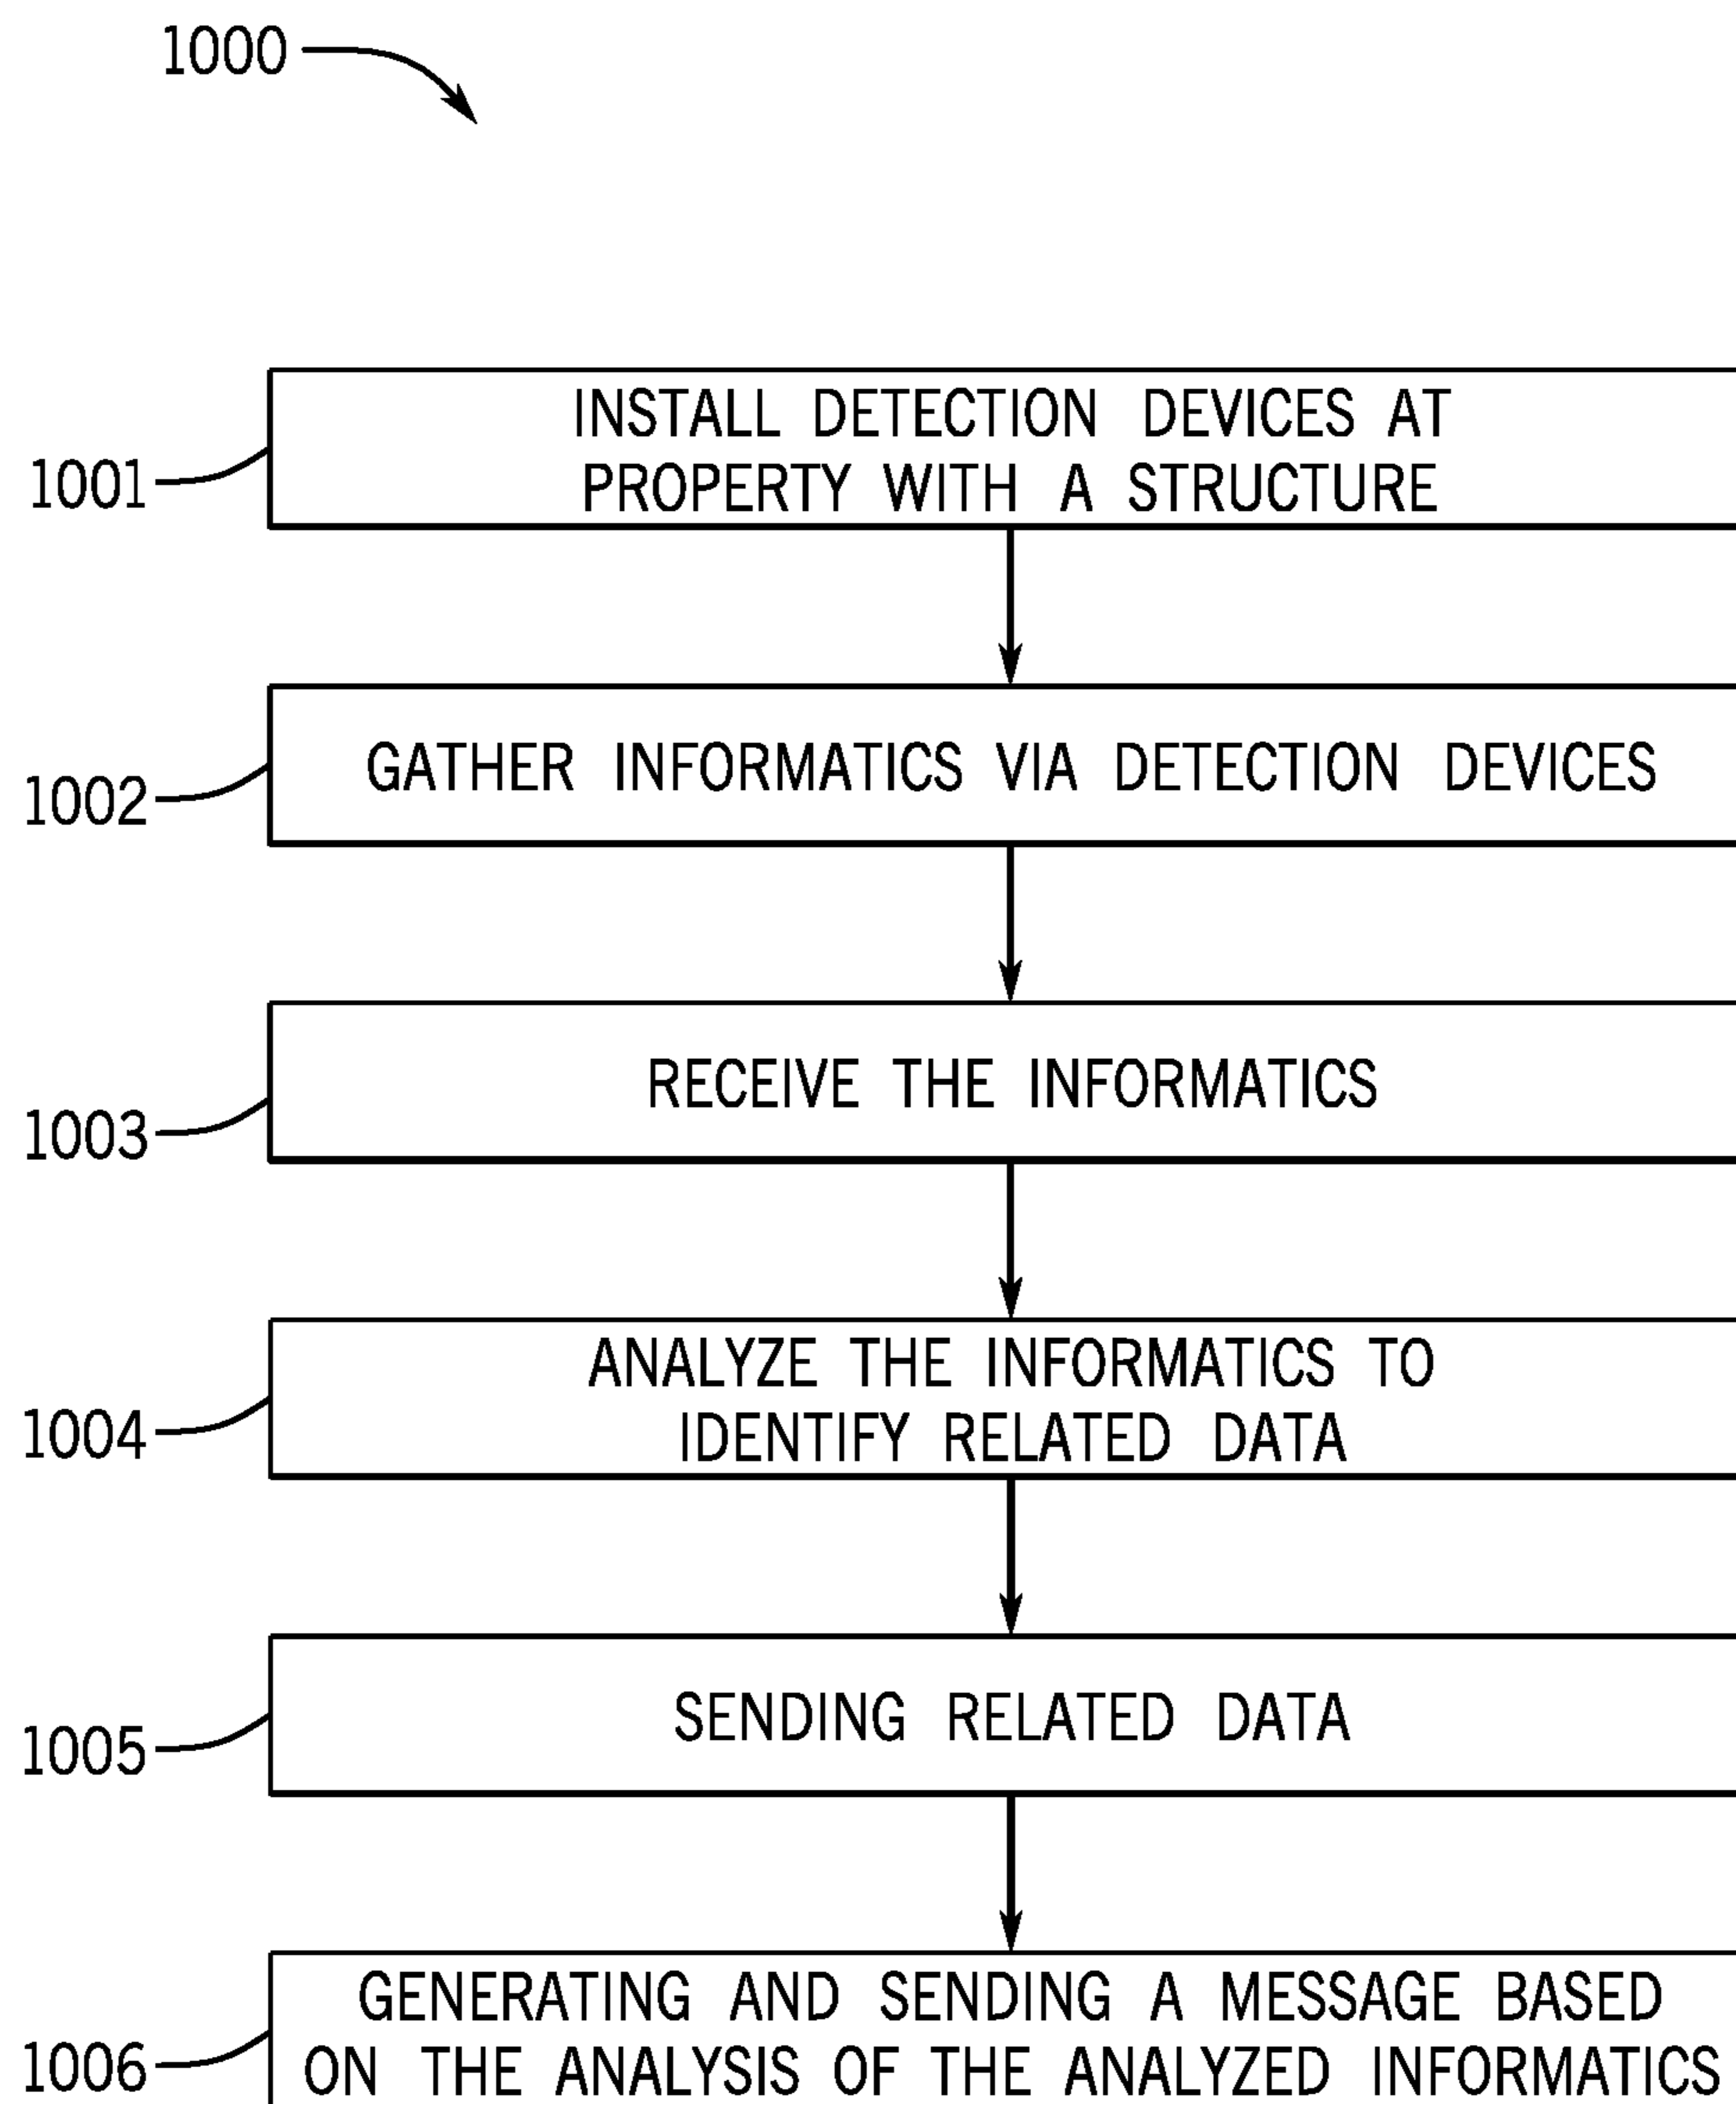 1000
INSTALL DETECTION DEVICES AT
PROPERTY WITH A STRUCTURE
1001
GATHER INFORMATICS VIA DETECTION DEVICES
1002
RECEIVE THE INFORMATICS
1003
ANALYZE THE INFORMATICS TO
IDENTIFY RELATED DATA
1004
SENDING RELATED DATA
1005
GENERATING AND SENDING A MESSAGE BASED
ON THE ANALYSIS OF THE ANALYZED INFORMATICS
1006